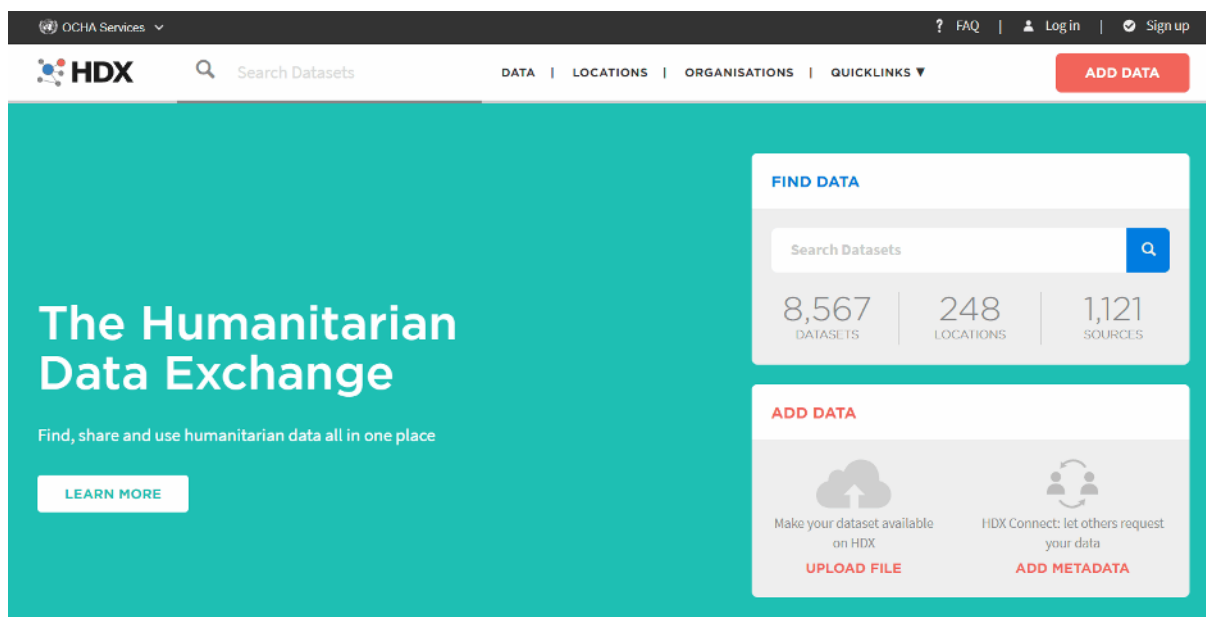 OCHA Services
? FAQ | Log in | Sign up
HDX
Search Datasets
DATA | LOCATIONS | ORGANISATIONS | QUICKLINKS ▼
ADD DATA
The Humanitarian
Data Exchange
Find, share and use humanitarian data all in one place
LEARN MORE
FIND DATA
Search Datasets
8,567 248 1,121
DATASETS LOCATIONS SOURCES
ADD DATA
Make your dataset available
on HDX
UPLOAD FILE
HDX Connect: let others request
your data
ADD METADATA